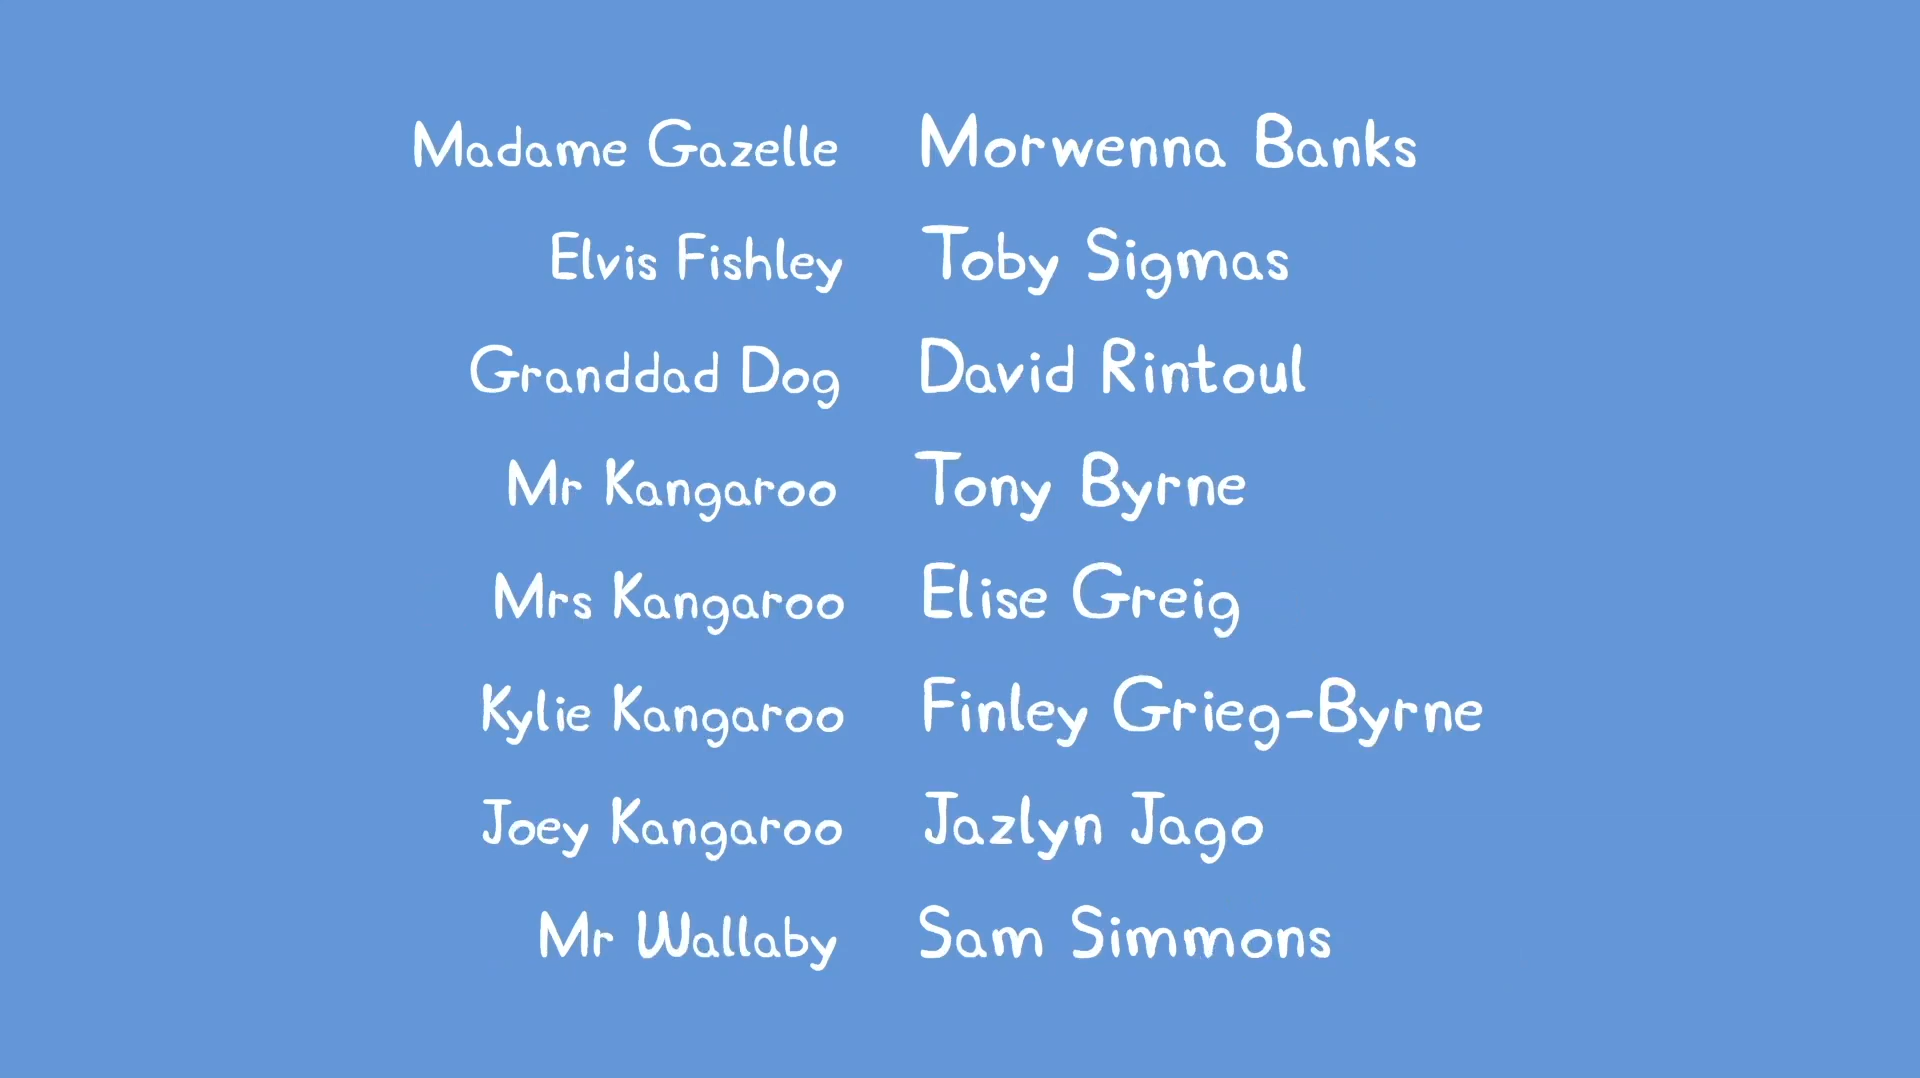 Madame Gazelle Morwenna Banks
Elvis Fishley Toby Sigmas
Granddad Dog David Rintoul
Mr Kangaroo Tony Byrne
Mrs Kangaroo Elise Greig
Kylie Kangaroo Finley Grieg-Byrne
Joey Kangaroo Jazlyn Jago
Mr Wallaby Sam Simmons